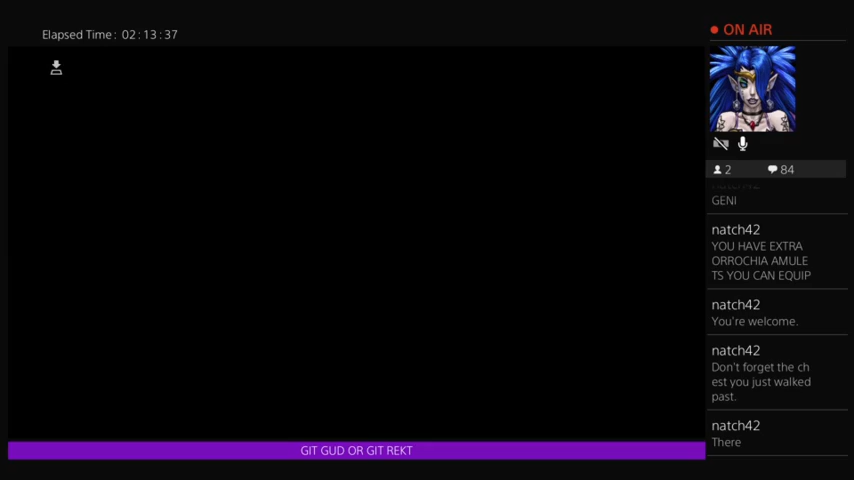 Elapsed Time: 02:13:37
ON AIR
2 84
GENI
natch42
YOU HAVE EXTRA
ORROCHIA AMULE
TS YOU CAN EQUIP
natch42
You're welcome.
natch42
Don't forget the ch
est you just walked
past.
natch42
There
GIT GUD OR GIT REKT